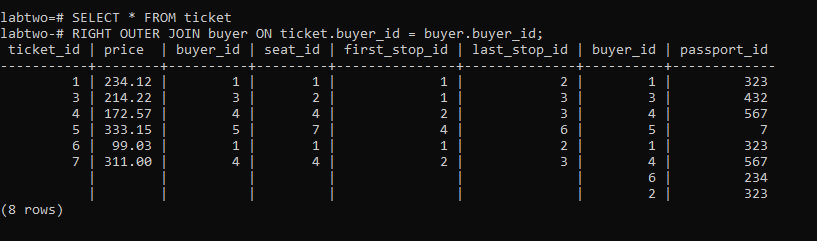 labtwo=# SELECT * FROM ticket
labtwo-# RIGHT OUTER JOIN buyer ON ticket.buyer_id = buyer.buyer_id;
 ticket_id | price  | buyer_id | seat_id | first_stop_id | last_stop_id | buyer_id | passport_id
-----------+--------+----------+---------+---------------+--------------+----------+-------------
         1 | 234.12 |        1 |       1 |             1 |            2 |        1 |         323
         3 | 214.22 |        3 |       2 |             1 |            3 |        3 |         432
         4 | 172.57 |        4 |       4 |             2 |            3 |        4 |         567
         5 | 333.15 |        5 |       7 |             4 |            6 |        5 |           7
         6 |  99.03 |        1 |       1 |             1 |            2 |        1 |         323
         7 | 311.00 |        4 |       4 |             2 |            3 |        4 |         567
           |        |          |         |               |              |        6 |         234
           |        |          |         |               |              |        2 |         323
(8 rows)